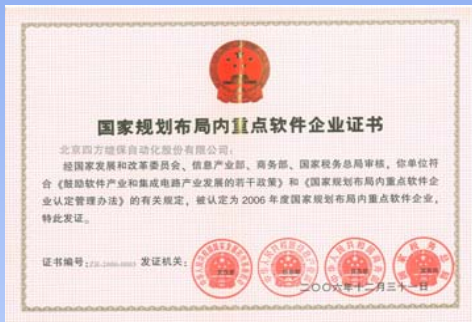 国家规划布局内重点软件企业证书
北京四方继保自动化股份有限公司:
经国家发展和改革委员会、信息产业部、商务部、国家税务总局审核，你单位符
合《鼓励软件产业和集成电路产业发展的若干政策》和《国家规划布局内重点软件企
业认定管理办法》的有关规定，被认定为 2006 年度国家规划布局内重点软件企业，
特此发证。
证书编号: 发证机关:
二〇〇六年十二月三十一日